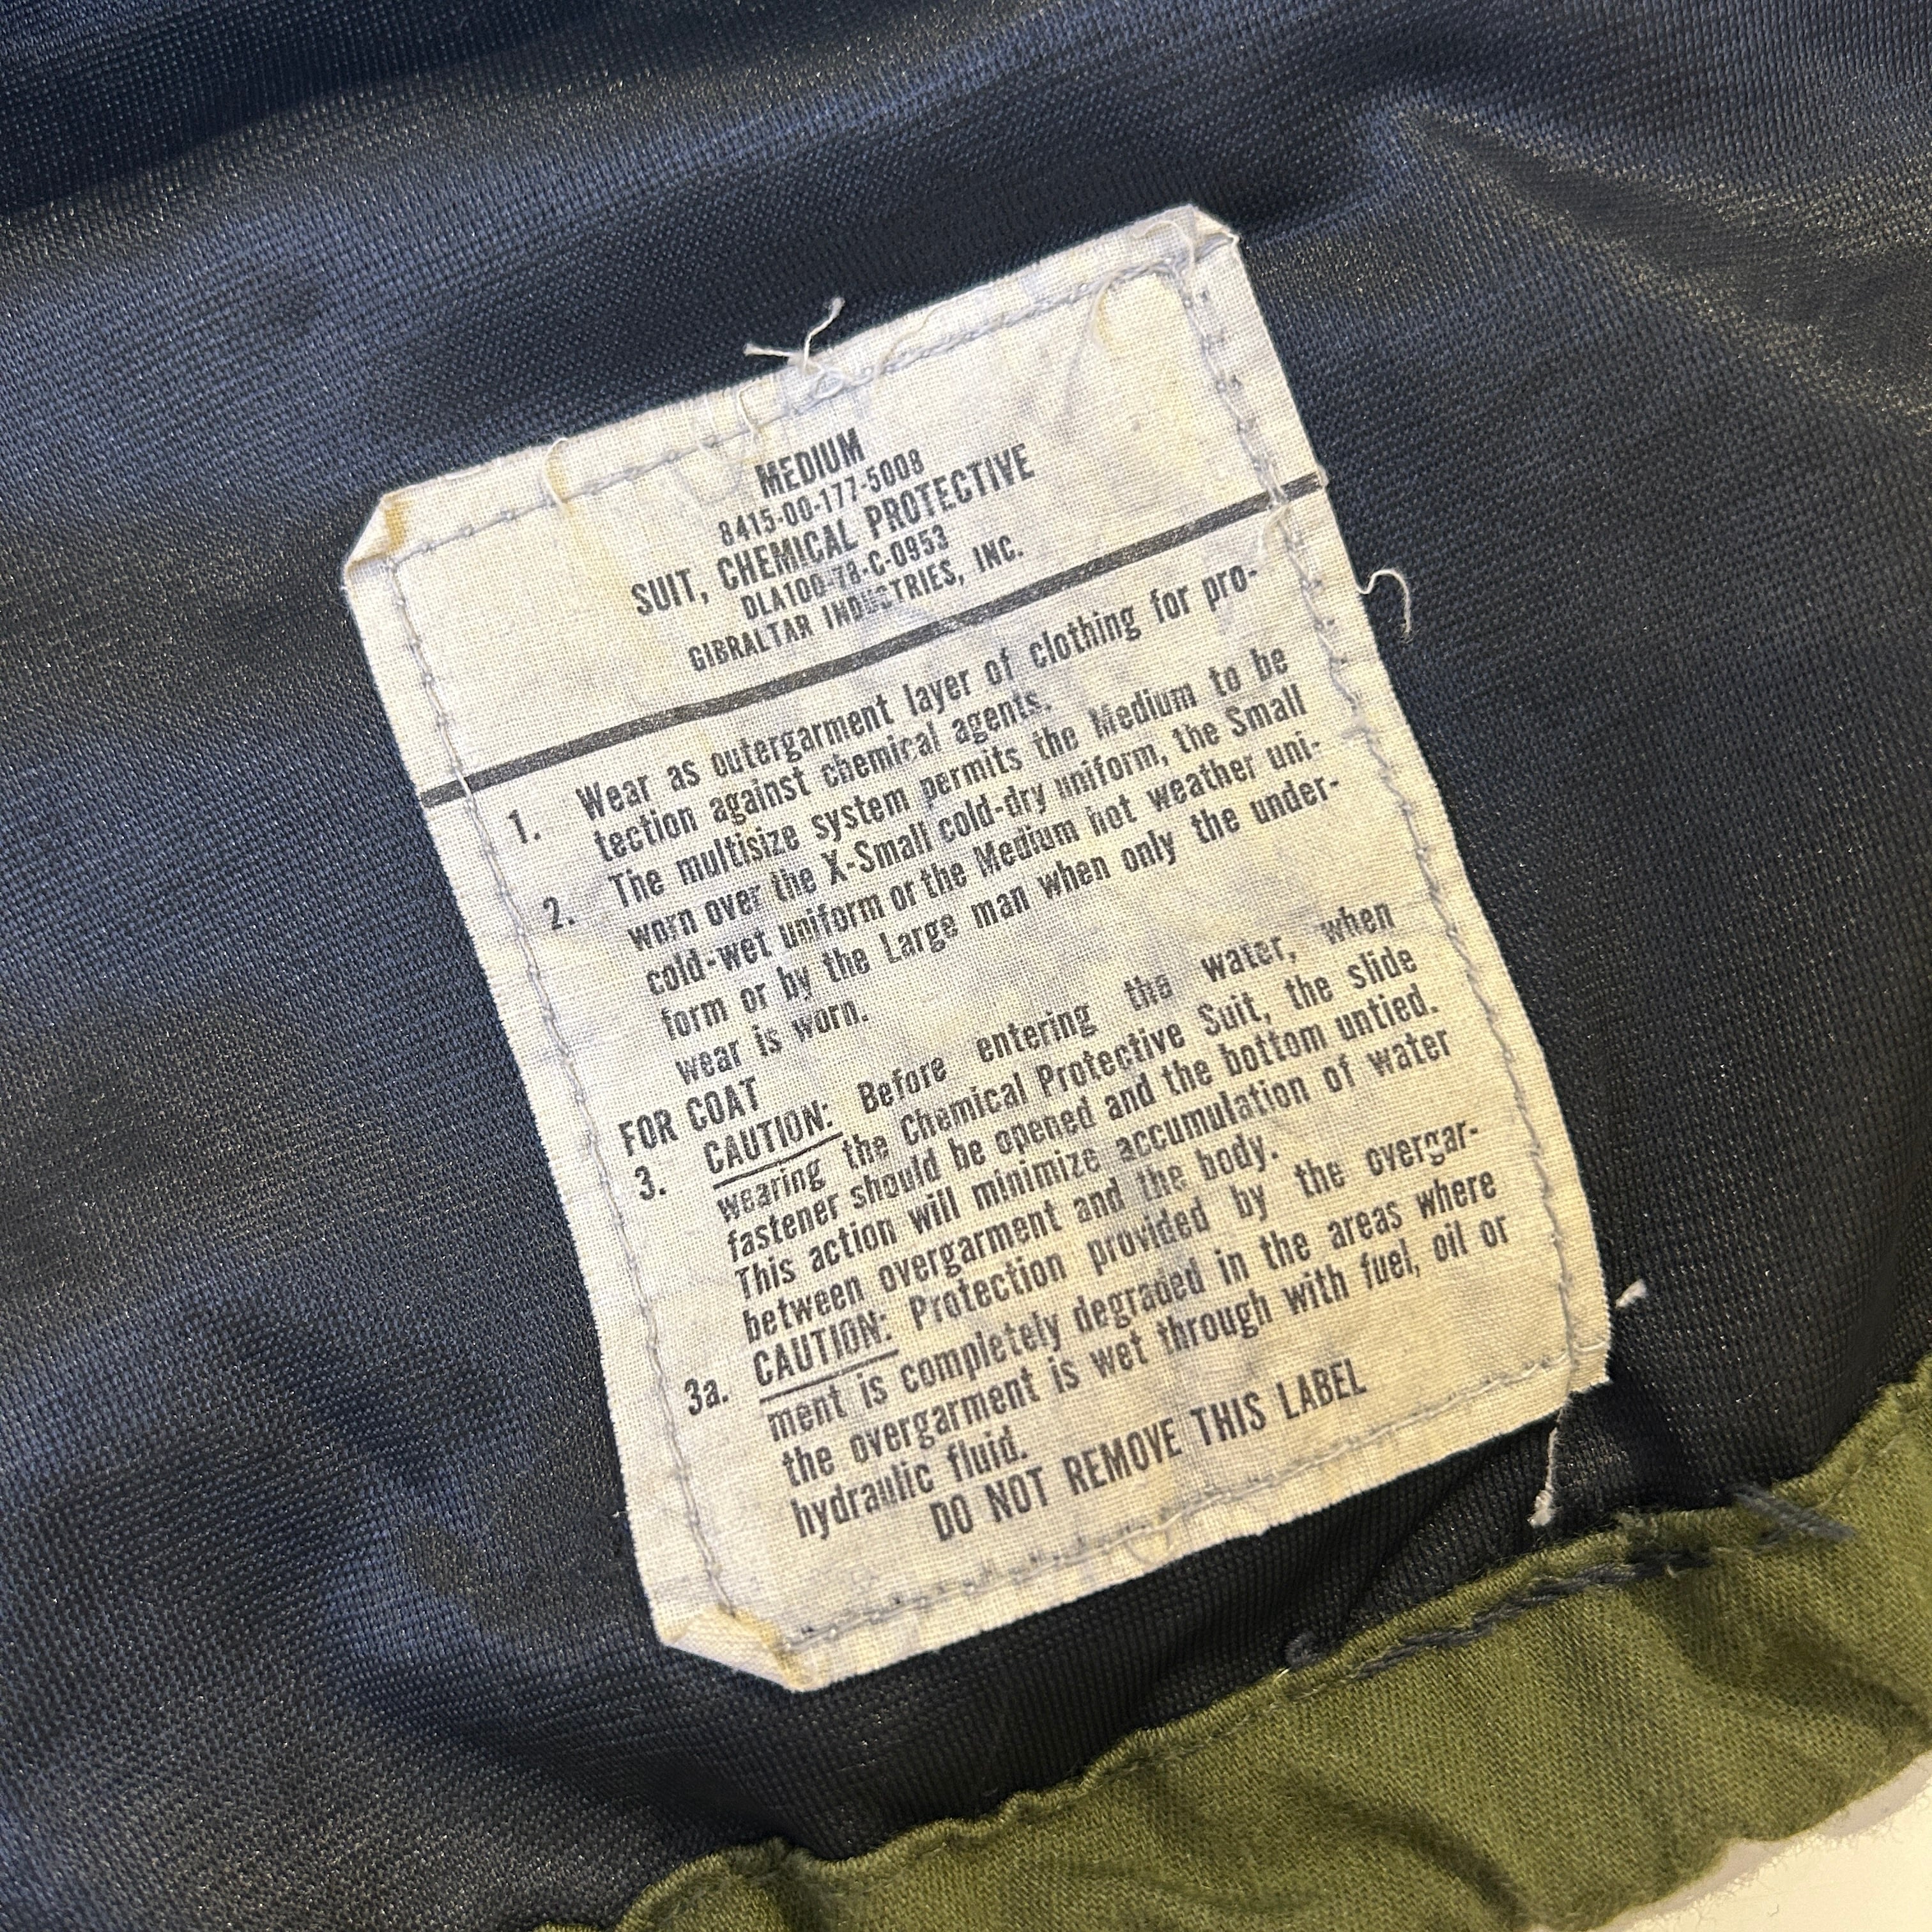 MEDIUM
8415-00-177-5008
SUIT, CHEMICAL PROTECTIVE
DLA100-78-C-0953
GIBRALTAR INDUSTRIES, INC.
1. Wear as outergarment layer of clothing for pro-
tection against chemical agents.
2. The multisize system permits the Medium to be
worn over the X-Small cold-dry uniform, the Small
cold-wet uniform or the Medium hot weather uni-
form or by the Large man when only the under-
wear is worn.
FOR COAT
3. CAUTION: Before entering the water, when
wearing the Chemical Protective Suit, the slide
fastener should be opened and the bottom untied.
This action will minimize accumulation of water
between overgarment and the body.
3a. CAUTION: Protection provided by the overgar-
ment is completely degraded in the areas where
the overgarment is wet through with fuel, oil or
hydraulic fluid.
DO NOT REMOVE THIS LABEL